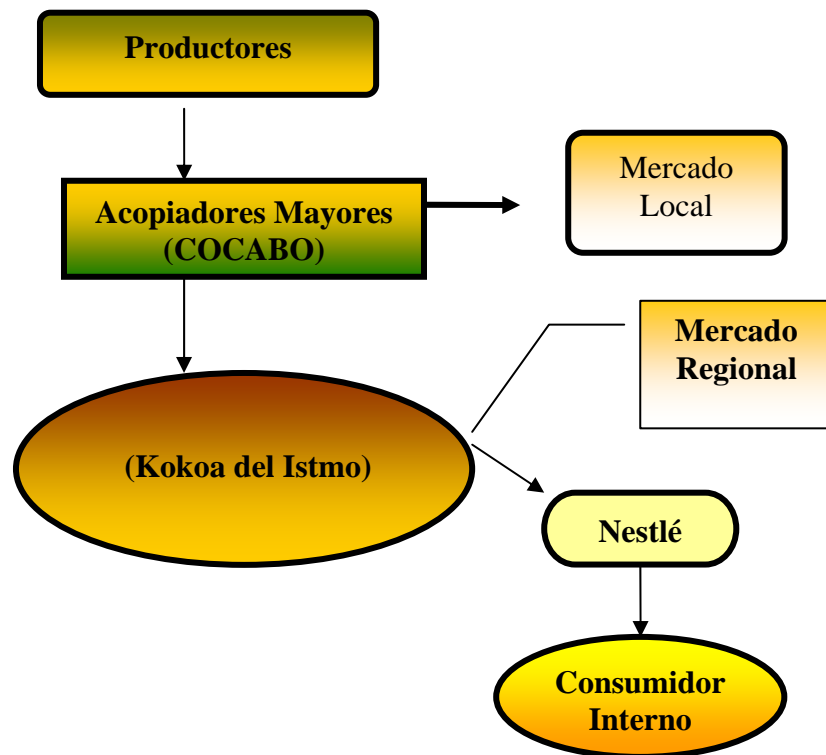 Productores
Acopiadores Mayores
(COCABO)
Mercado
Local
Mercado
Regional
(Kokoa del Istmo)
Nestlé
Consumidor
Interno